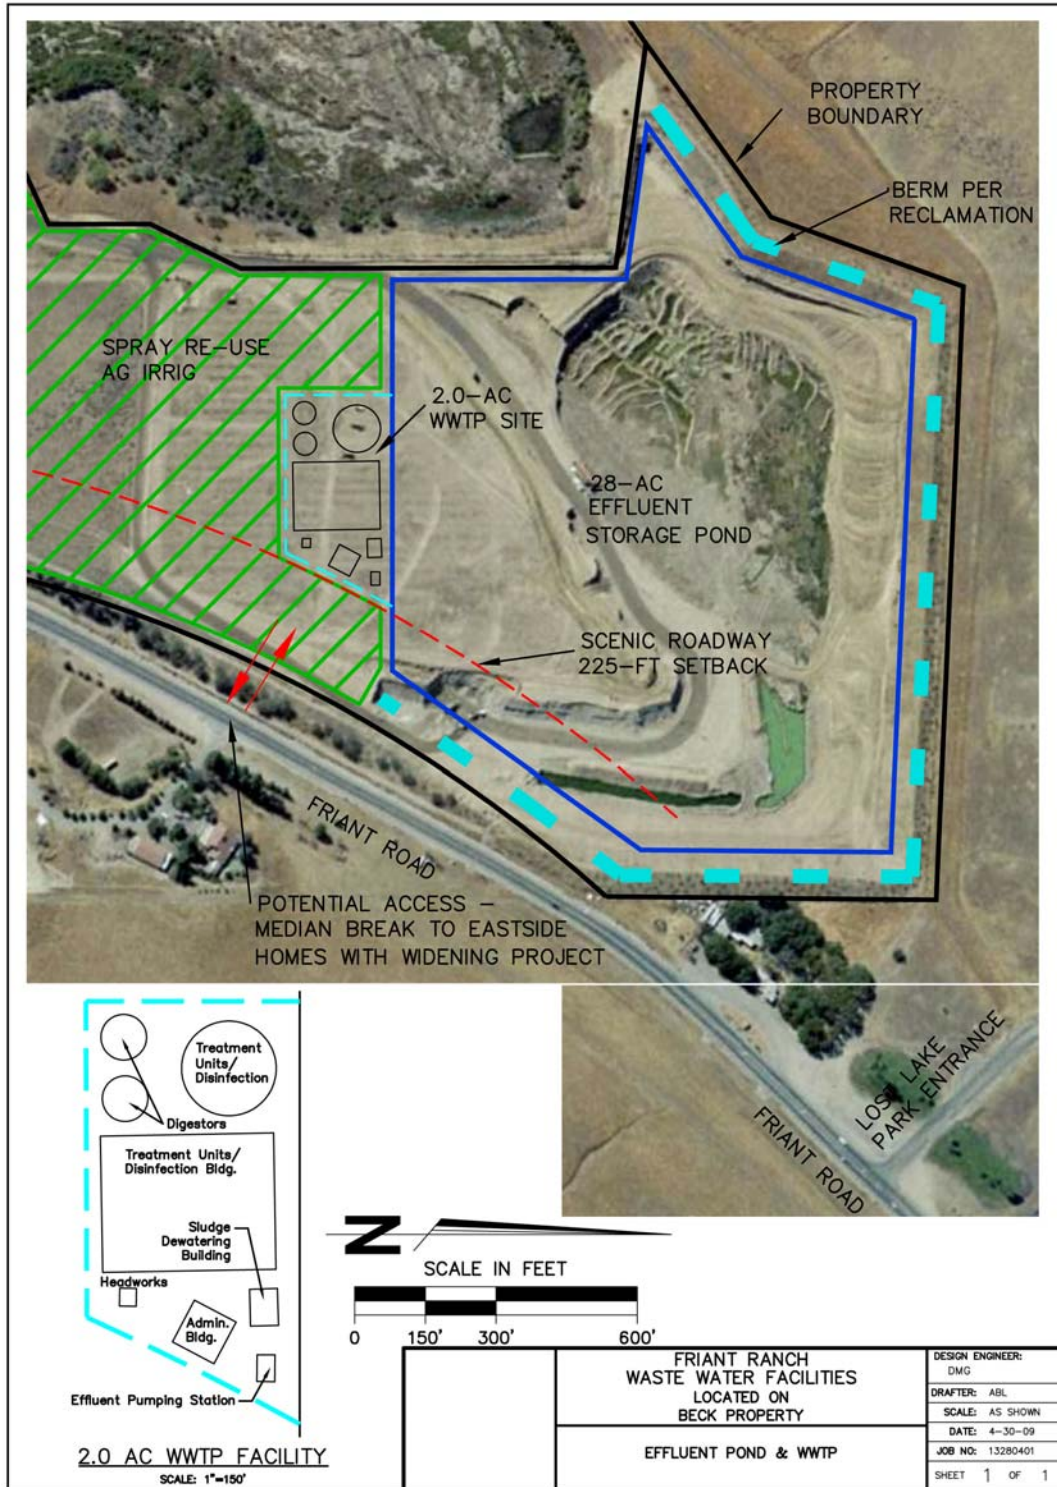 PROPERTY
BOUNDARY
BERM PER
RECLAMATION
SPRAY RE-USE
AG IRRIG
2.0-AC
WWTP SITE
28-AC
EFFLUENT
STORAGE POND
SCENIC ROADWAY
225-FT SETBACK
FRIANT ROAD
POTENTIAL ACCESS –
MEDIAN BREAK TO EASTSIDE
HOMES WITH WIDENING PROJECT
LOST LAKE
PARK ENTRANCE
FRIANT ROAD
Treatment
Units/
Disinfection
Digestors
Treatment Units/
Disinfection Bldg.
Sludge
Dewatering
Building
Headworks
Admin.
Bldg.
Effluent Pumping Station
2.0 AC WWTP FACILITY
SCALE: 1"=150'
N
SCALE IN FEET
0 150' 300' 600'
FRIANT RANCH
WASTE WATER FACILITIES
LOCATED ON
BECK PROPERTY
EFFLUENT POND & WWTP
DESIGN ENGINEER:
DMG
DRAFTER: ABL
SCALE: AS SHOWN
DATE: 4-30-09
JOB NO: 13280401
SHEET 1 OF 1